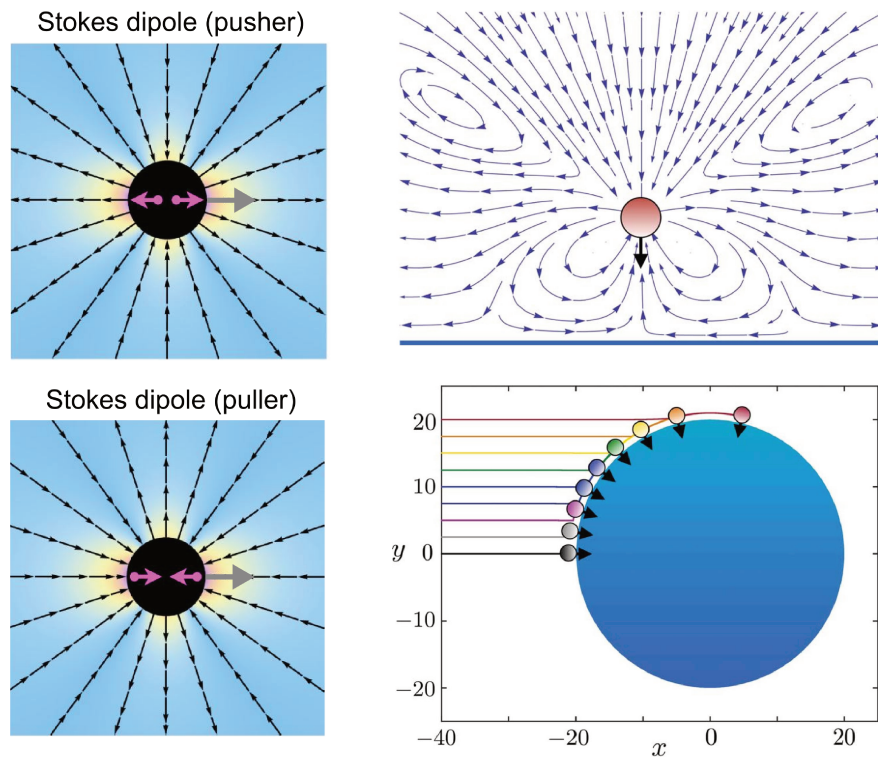 Stokes dipole (pusher)
Stokes dipole (puller)
20
10
y 0
−10
−20
−40 −20 0 20
x